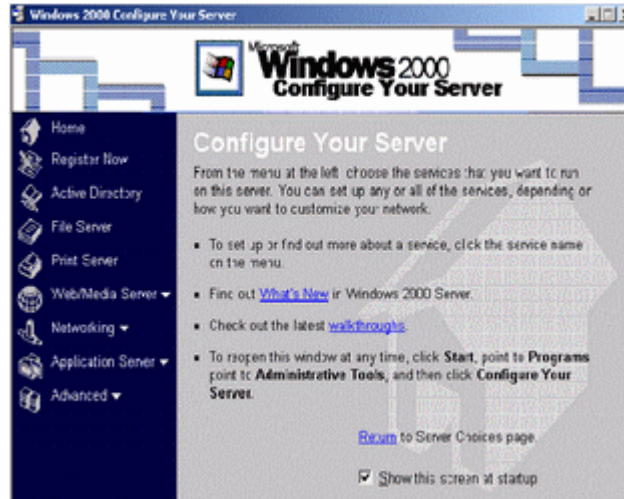 Windows 2000 Configure Your Server
Microsoft
Windows 2000
Configure Your Server
Home
Register Now
Active Directory
File Server
Print Server
Web/Media Server
Networking
Application Server
Advanced
Configure Your Server
From the menu at the left choose the services that you want to run
on this server. You can set up any or all of the services, depending or
how you want to customize your network.
To set up or find out more about a service, click the service name
on the menu.
Find out What's New in Windows 2000 Server.
Check out the latest walkthroughs.
To reopen this window at any time, click Start, point to Programs
point to Administrative Tools, and then click Configure Your
Server.
Return to Server Choices page.
Show this screen at startup